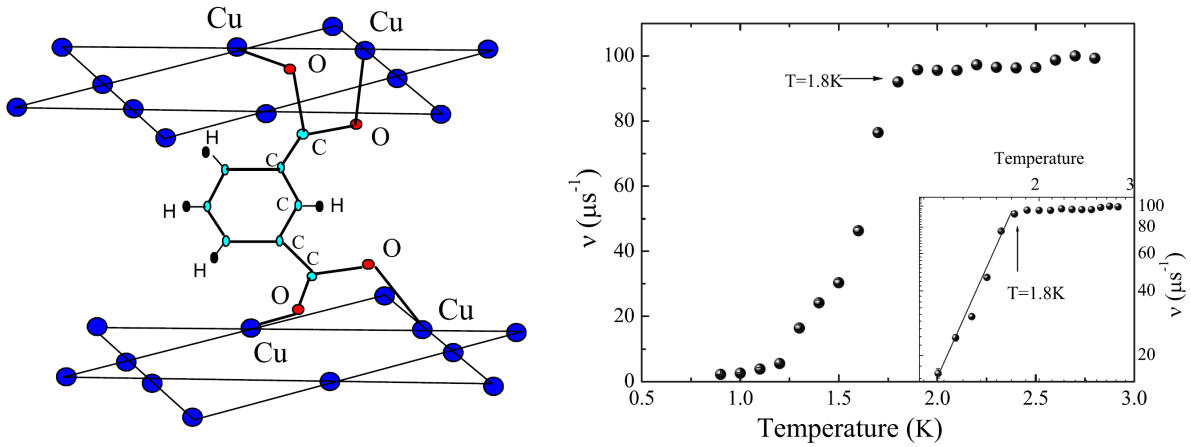 Cu
Cu
O
O
C
H
C
H
C
H
H
C
C
O
O
Cu
Cu
100
80
60
40
20
0
ν (μs⁻¹)
T=1.8K
Temperature
2
3
100
80
60
40
20
ν (μs⁻¹)
T=1.8K
0.5
1.0
1.5
2.0
2.5
3.0
Temperature (K)